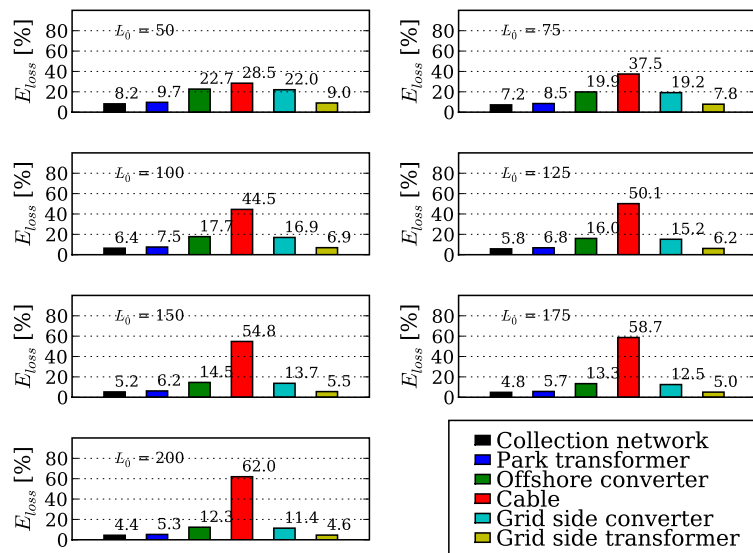 L₀ = 50
E_loss [%]
80
60
40
20
0
8.2 9.7 22.7 28.5 22.0 9.0
L₀ = 75
E_loss [%]
80
60
40
20
0
7.2 8.5 19.9 37.5 19.2 7.8
L₀ = 100
E_loss [%]
80
60
40
20
0
6.4 7.5 17.7 44.5 16.9 6.9
L₀ = 125
E_loss [%]
80
60
40
20
0
5.8 6.8 16.0 50.1 15.2 6.2
L₀ = 150
E_loss [%]
80
60
40
20
0
5.2 6.2 14.5 54.8 13.7 5.5
L₀ = 175
E_loss [%]
80
60
40
20
0
4.8 5.7 13.3 58.7 12.5 5.0
L₀ = 200
E_loss [%]
80
60
40
20
0
4.4 5.3 12.3 62.0 11.4 4.6
Collection network
Park transformer
Offshore converter
Cable
Grid side converter
Grid side transformer